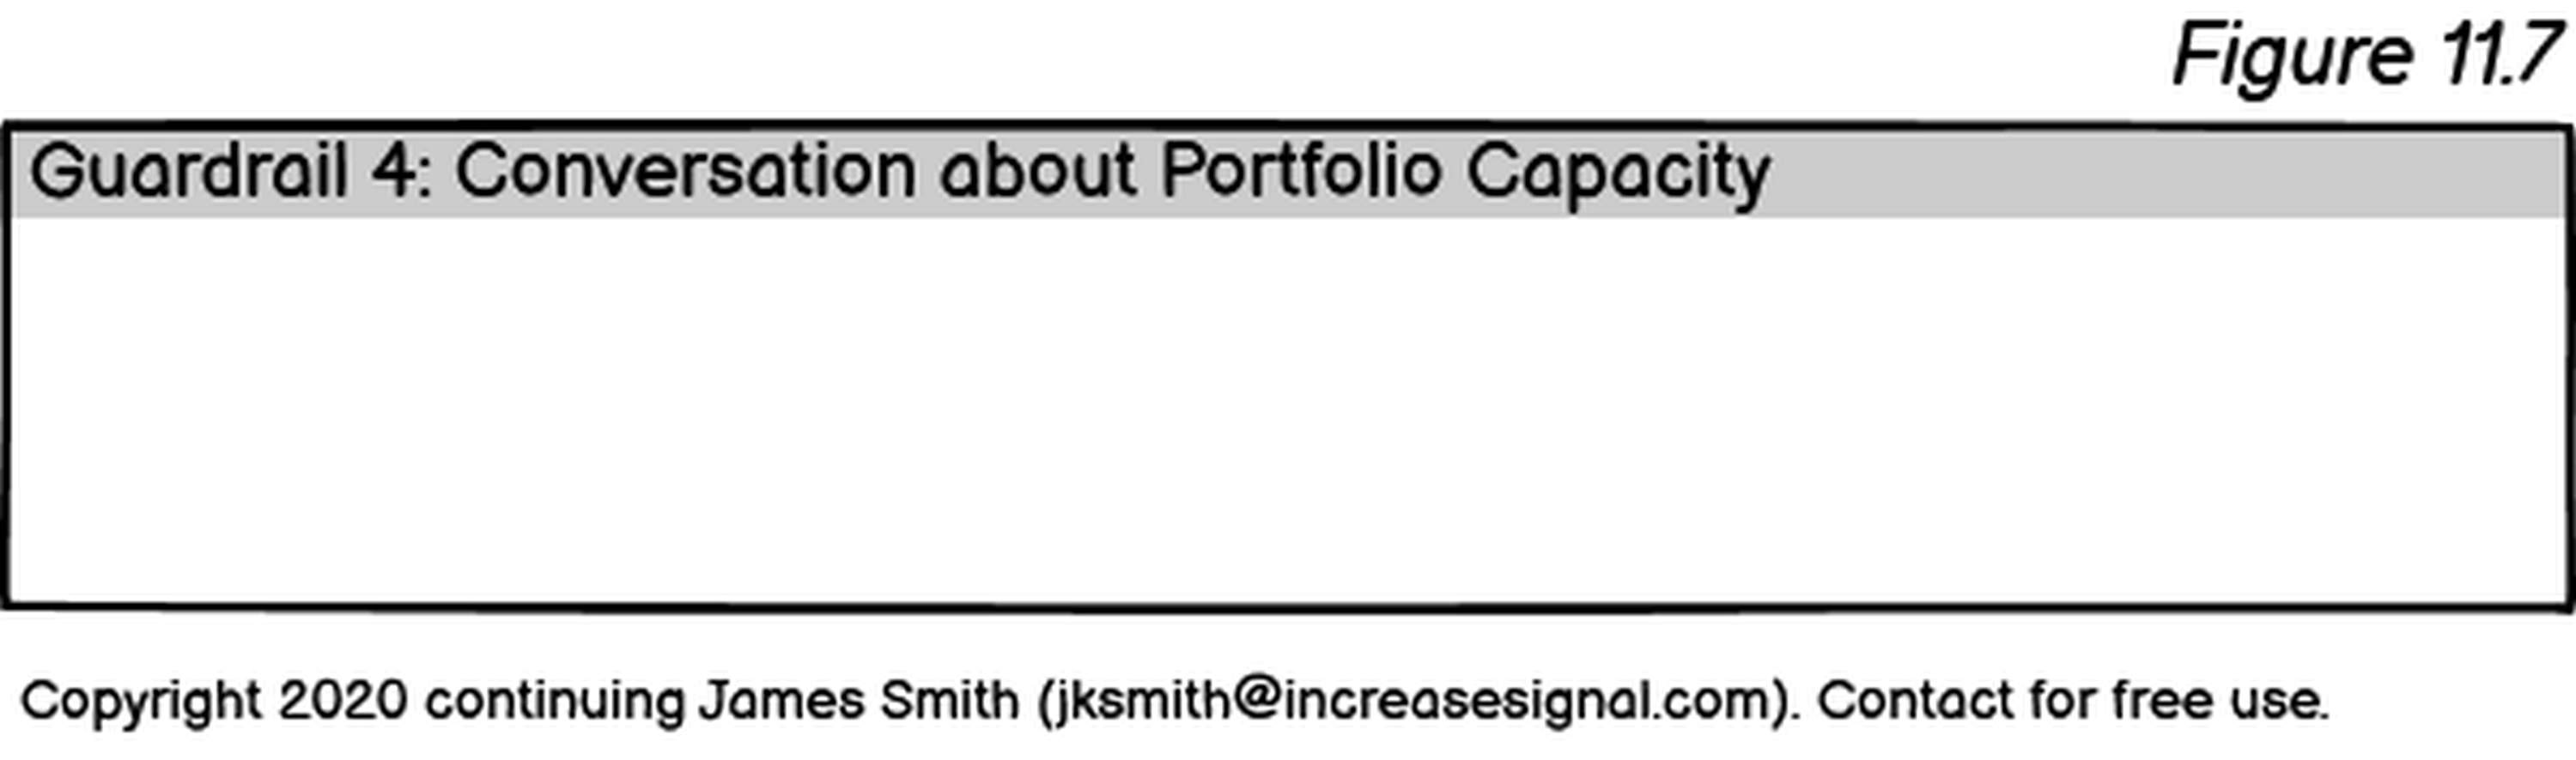 Figure 11.7
Guardrail 4: Conversation about Portfolio Capacity
Copyright 2020 continuing James Smith (jksmith@increasesignal.com). Contact for free use.